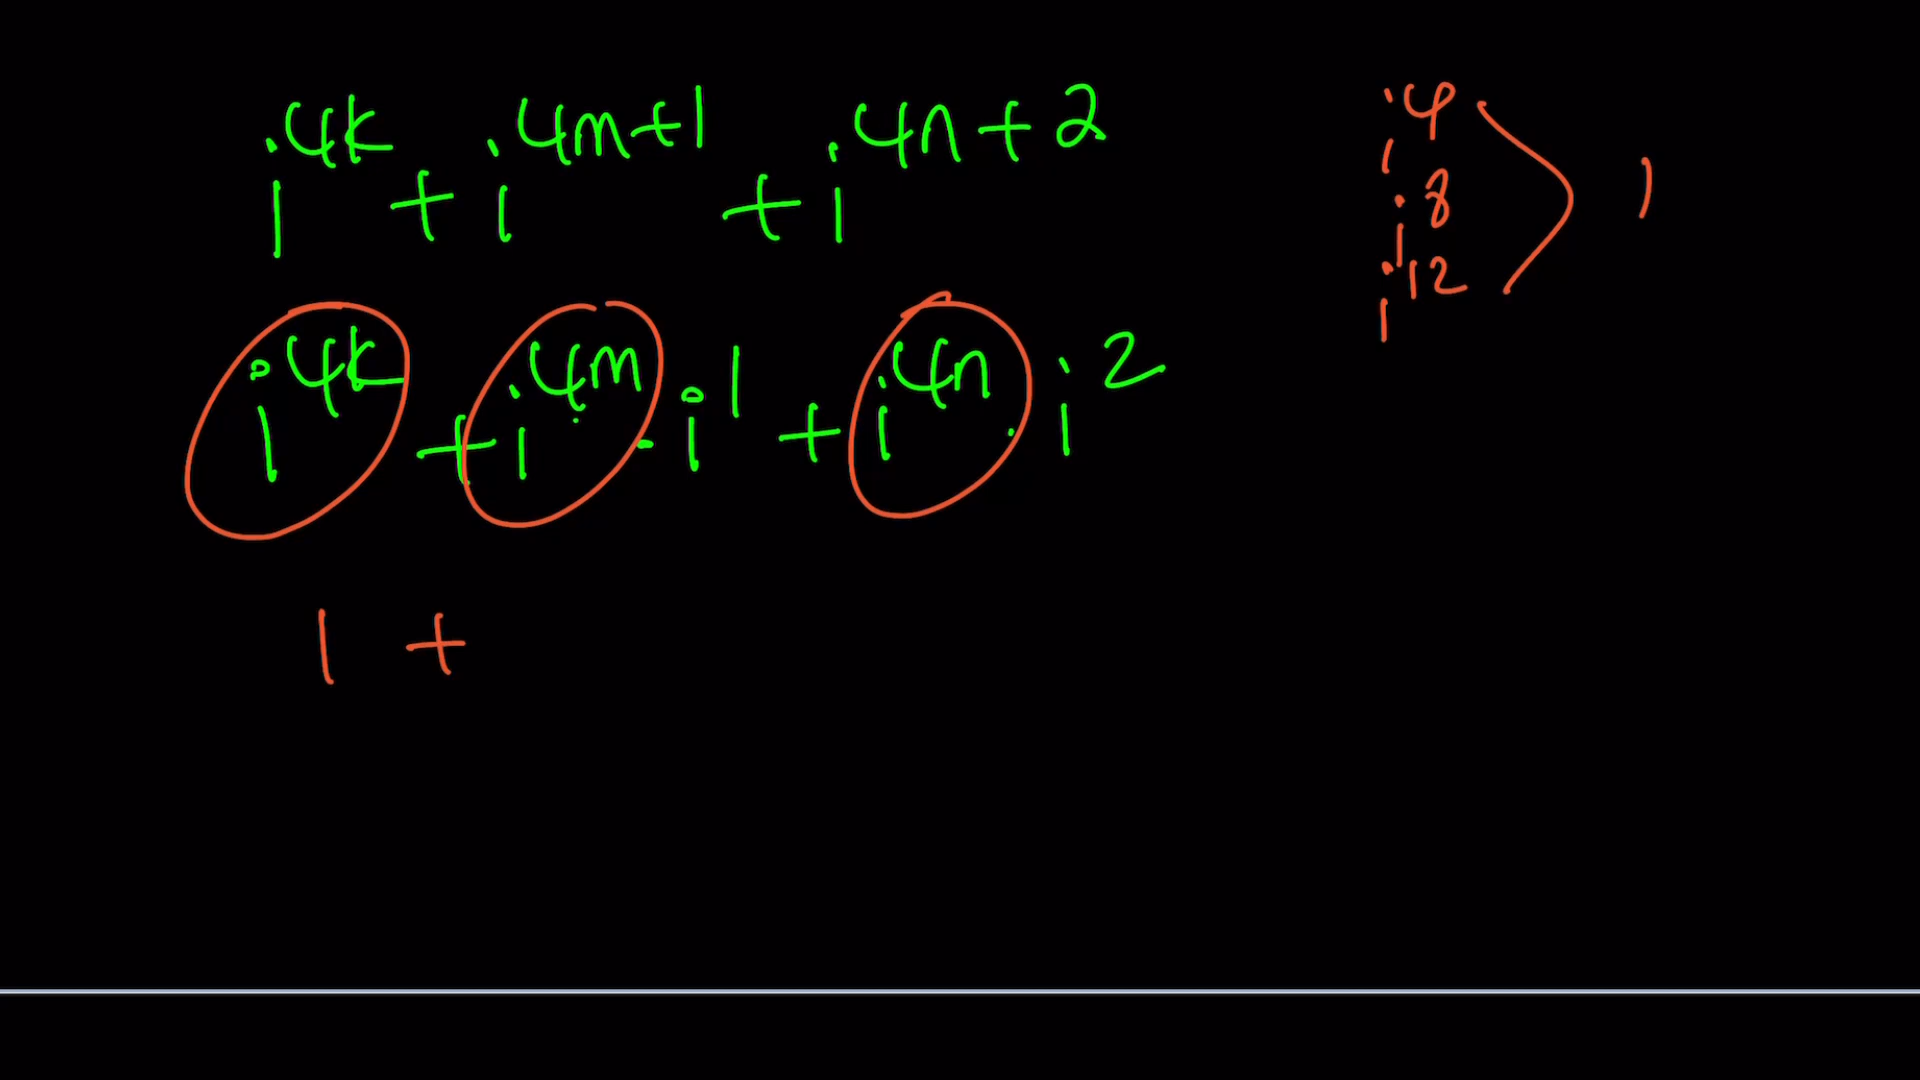 i^4k + i^4m+1 + i^4n+2
i^4k + i^4m · i^1 + i^4n · i^2
1 +
i^4
i^8
i^12
1